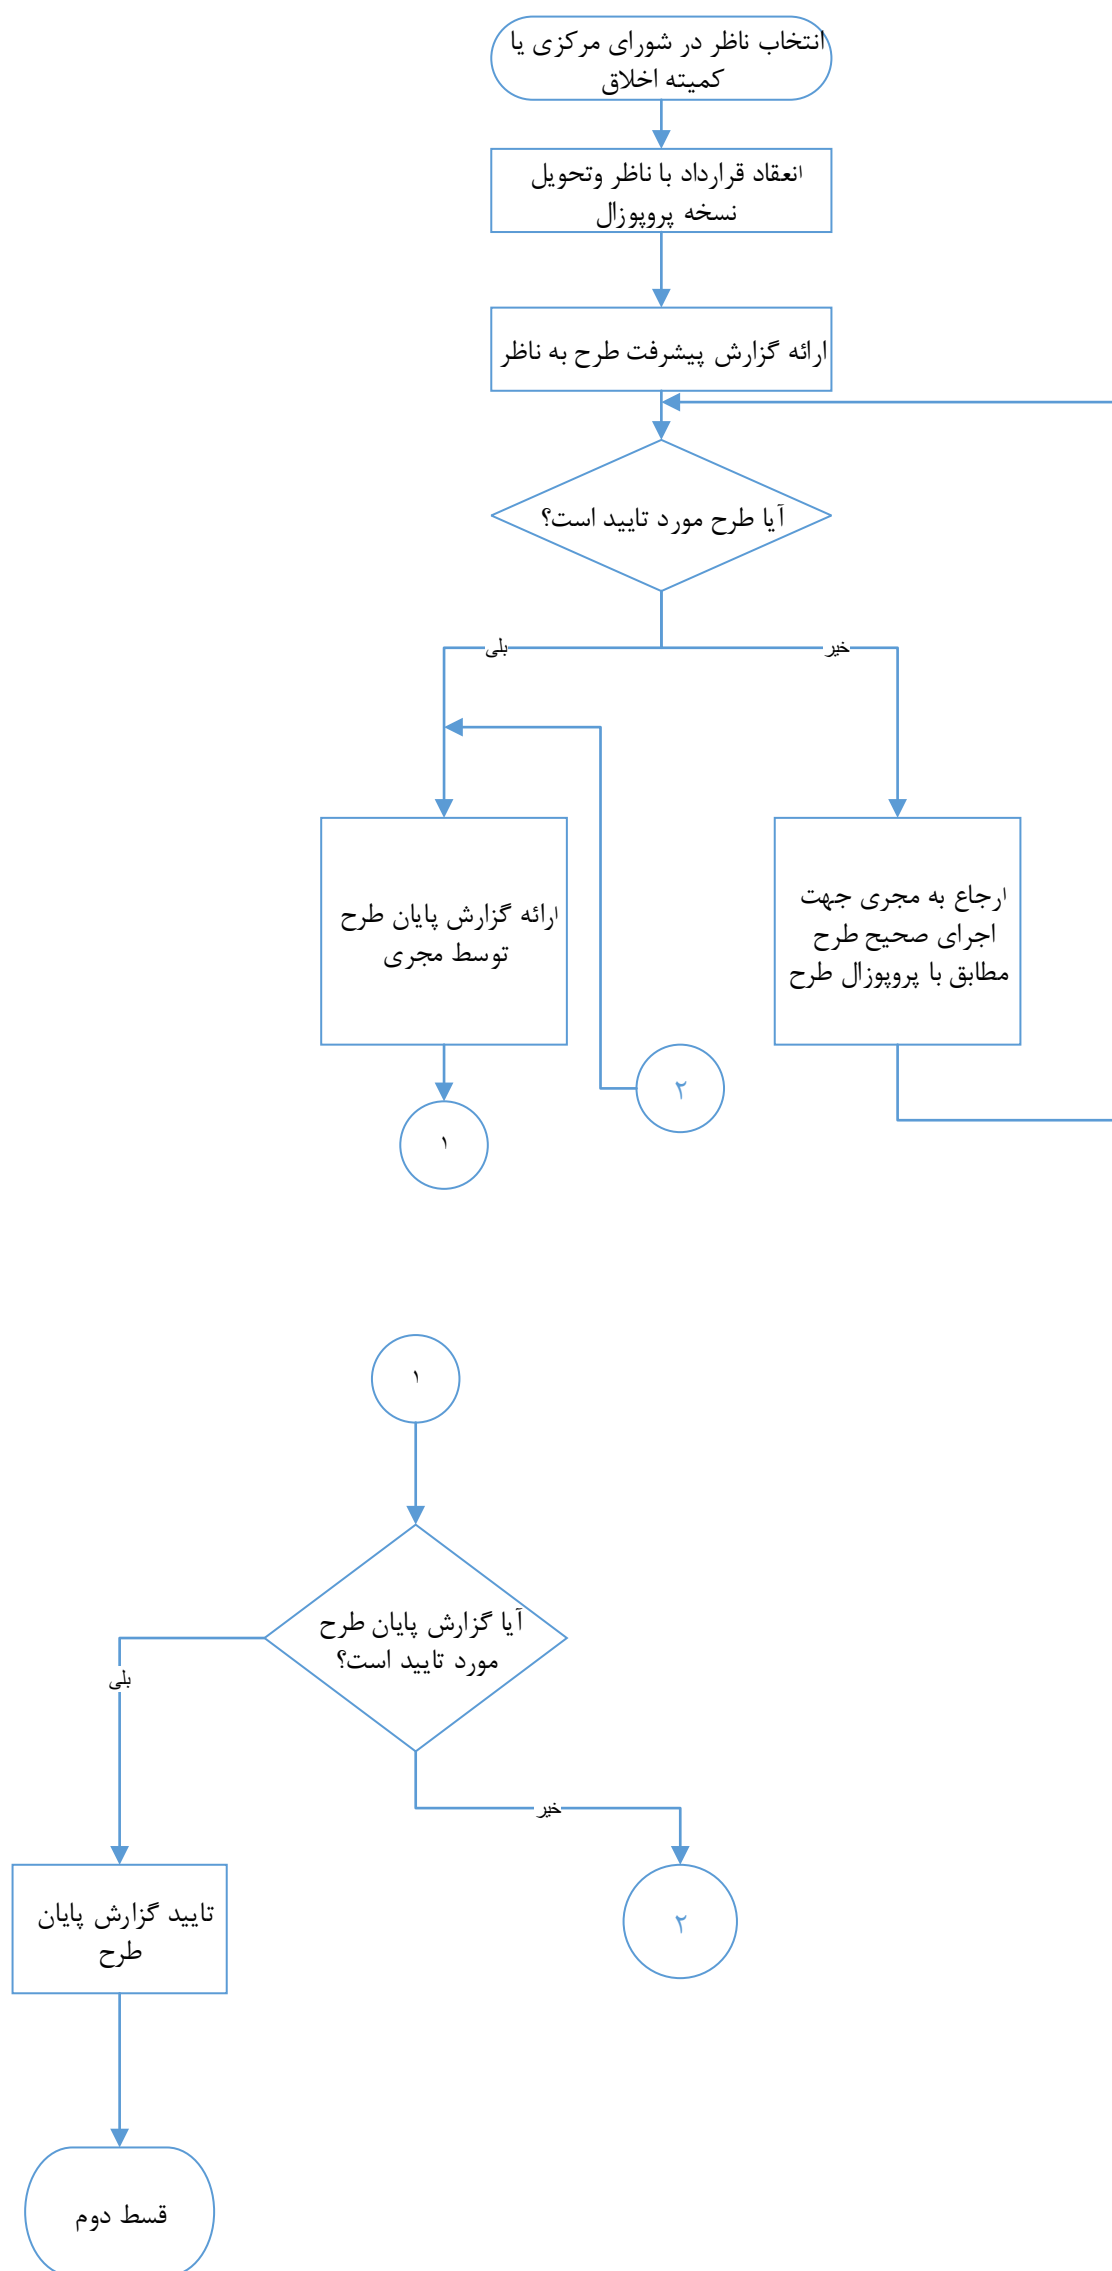 انتخاب ناظر در شورای مرکزی یا
کمیته اخلاق
انعقاد قرارداد با ناظر وتحویل
نسخه پروپوزال
ارائه گزارش پیشرفت طرح به ناظر
آیا طرح مورد تایید است؟
خیر
بلی
ارجاع به مجری جهت
اجرای صحیح طرح
مطابق با پروپوزال طرح
ارائه گزارش پایان طرح
توسط مجری
۲
۱
۱
آیا گزارش پایان طرح
مورد تایید است؟
بلی
خیر
تایید گزارش پایان
طرح
۲
قسط دوم